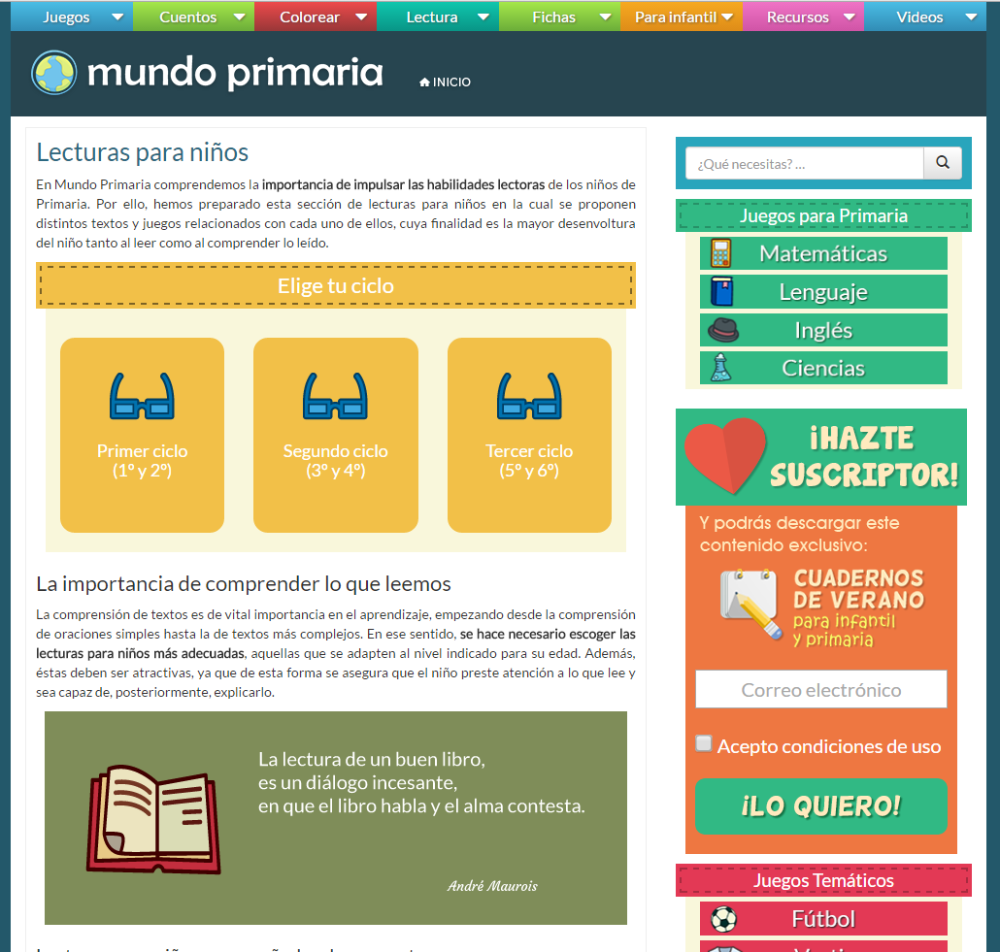 Juegos
Cuentos
Colorear
Lectura
Fichas
Para infantil
Recursos
Videos
mundo primaria
INICIO
Lecturas para niños
En Mundo Primaria comprendemos la importancia de impulsar las habilidades lectoras de los niños de
Primaria. Por ello, hemos preparado esta sección de lecturas para niños en la cual se proponen
distintos textos y juegos relacionados con cada uno de ellos, cuya finalidad es la mayor desenvoltura
del niño tanto al leer como al comprender lo leído.
Elige tu ciclo
Primer ciclo
(1º y 2º)
Segundo ciclo
(3º y 4º)
Tercer ciclo
(5º y 6º)
La importancia de comprender lo que leemos
La comprensión de textos es de vital importancia en el aprendizaje, empezando desde la comprensión
de oraciones simples hasta la de textos más complejos. En ese sentido, se hace necesario escoger las
lecturas para niños más adecuadas, aquellas que se adapten al nivel indicado para su edad. Además,
éstas deben ser atractivas, ya que de esta forma se asegura que el niño preste atención a lo que lee y
sea capaz de, posteriormente, explicarlo.
La lectura de un buen libro,
es un diálogo incesante,
en que el libro habla y el alma contesta.
André Maurois
¿Qué necesitas? ...
Juegos para Primaria
Matemáticas
Lenguaje
Inglés
Ciencias
¡HAZTE
SUSCRIPTOR!
Y podrás descargar este
contenido exclusivo:
CUADERNOS
DE VERANO
para infantil
y primaria
Correo electrónico
Acepto condiciones de uso
¡LO QUIERO!
Juegos Temáticos
Fútbol